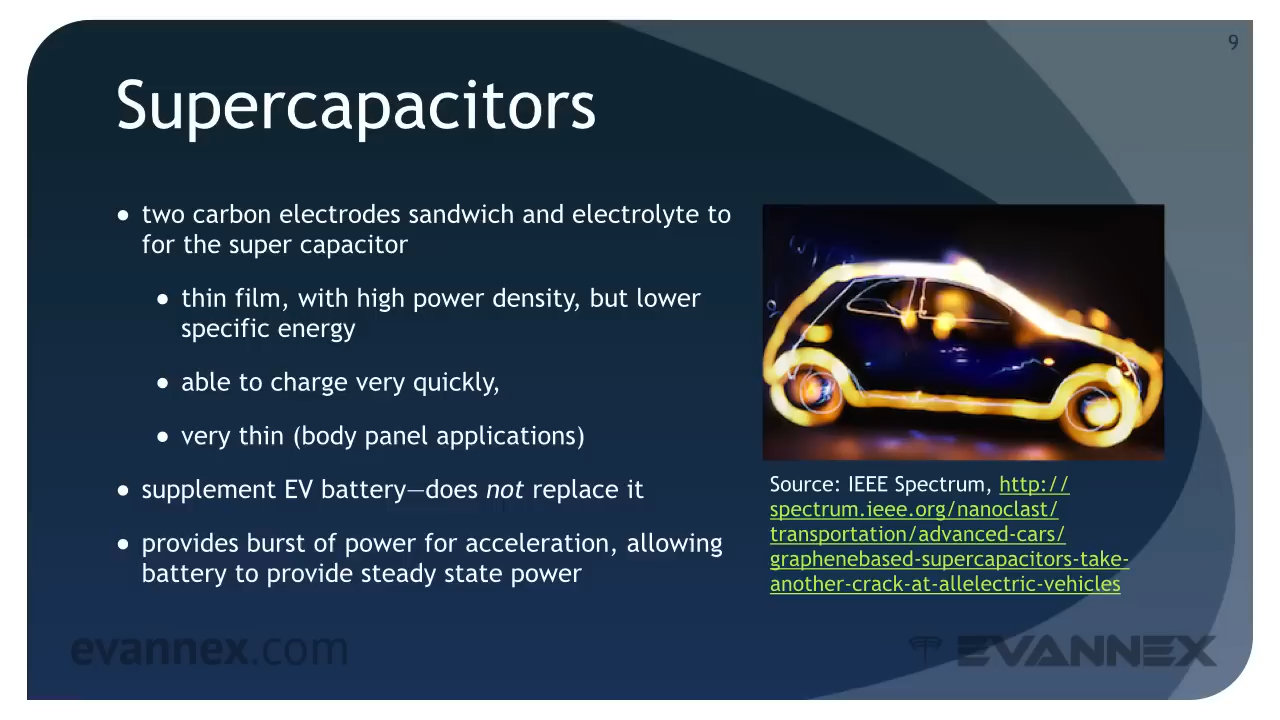 9
Supercapacitors
• two carbon electrodes sandwich and electrolyte to
for the super capacitor
• thin film, with high power density, but lower
specific energy
• able to charge very quickly,
• very thin (body panel applications)
• supplement EV battery—does not replace it
• provides burst of power for acceleration, allowing
battery to provide steady state power
Source: IEEE Spectrum, http://
spectrum.ieee.org/nanoclast/
transportation/advanced-cars/
graphenebased-supercapacitors-take-
another-crack-at-allelectric-vehicles
evannex.com
EVANNEX